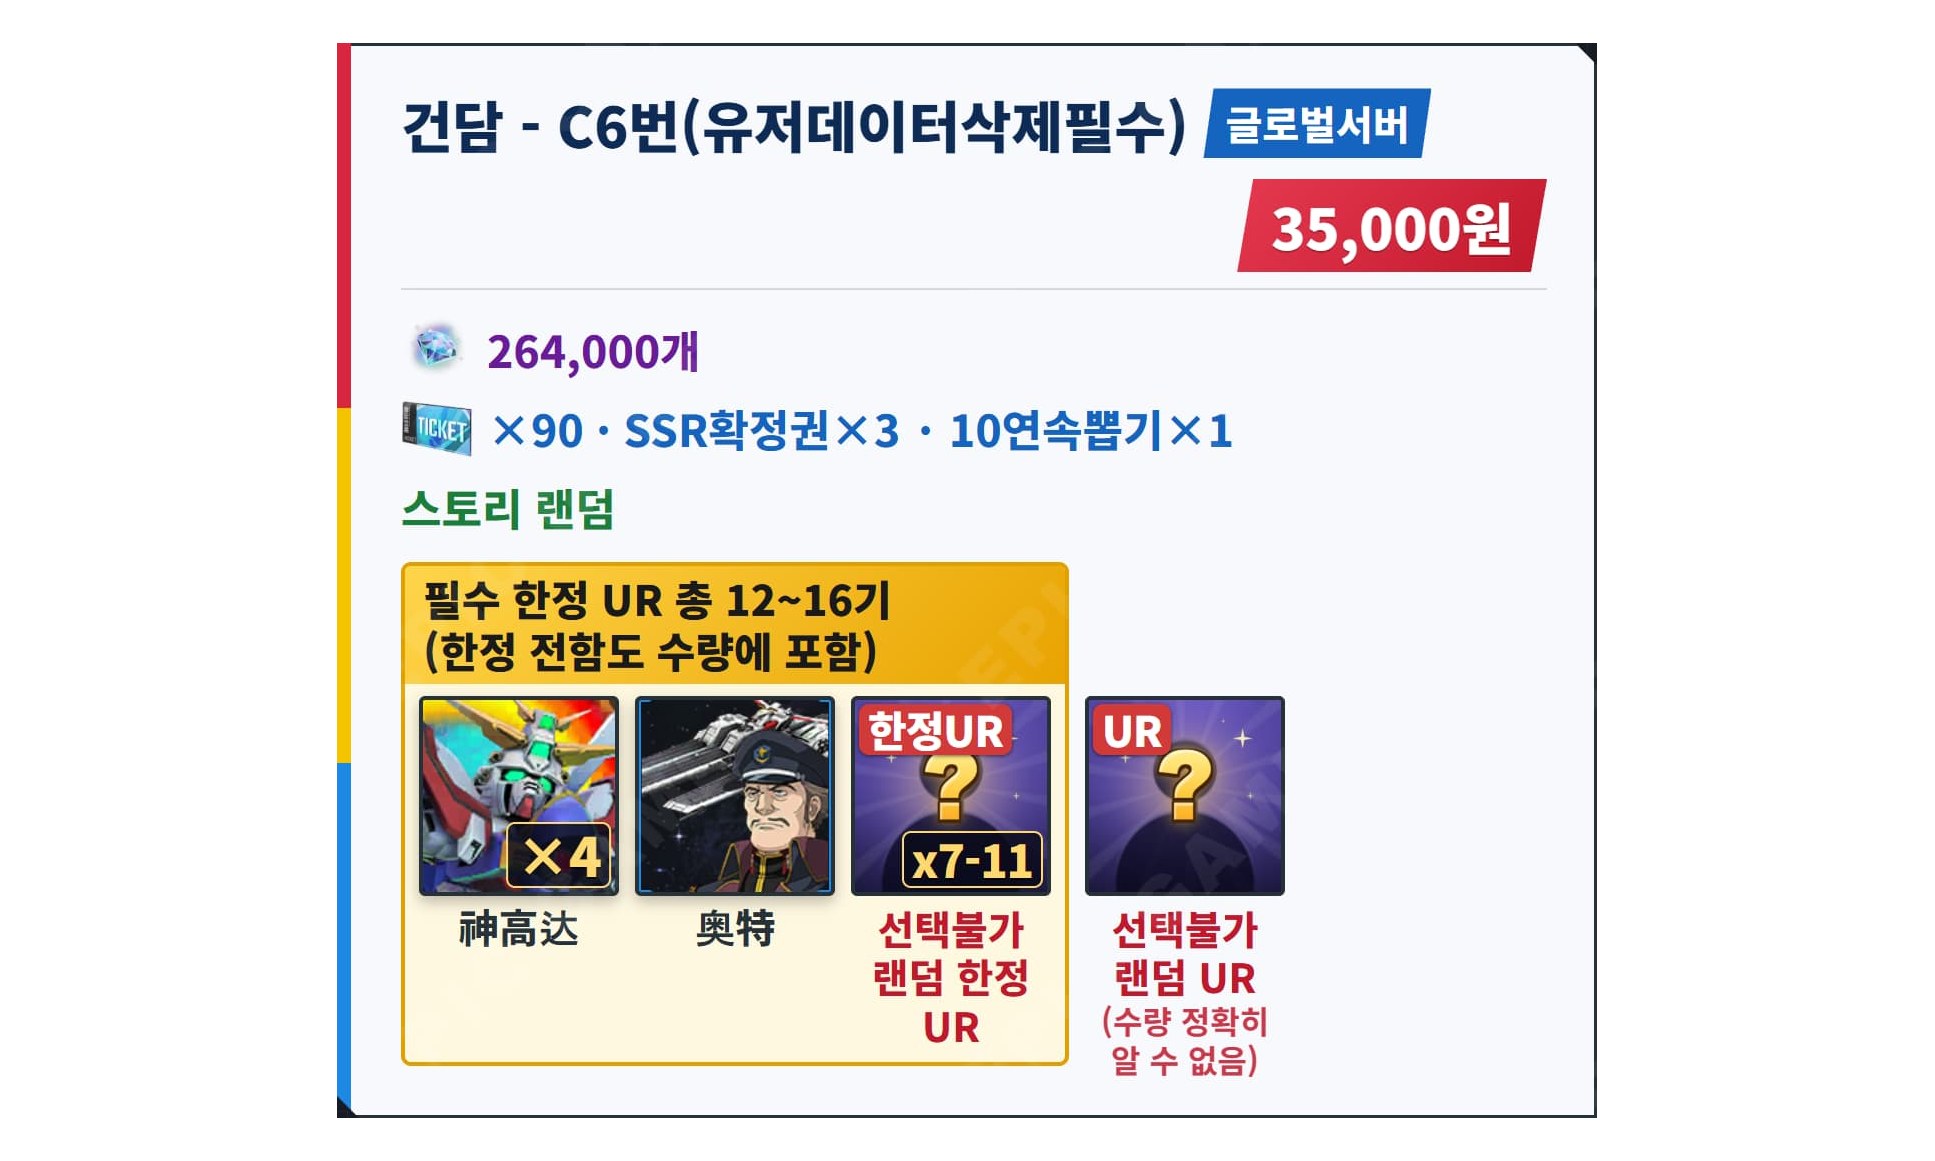 건담 - C6번(유저데이터삭제필수) 글로벌서버
35,000원
264,000개
TICKET ×90 · SSR확정권×3 · 10연속뽑기×1
스토리 랜덤
필수 한정 UR 총 12~16기
(한정 전함도 수량에 포함)
×4
神高达
奥特
한정UR
?
x7-11
선택불가
랜덤 한정
UR
UR
?
선택불가
랜덤 UR
(수량 정확히
알 수 없음)